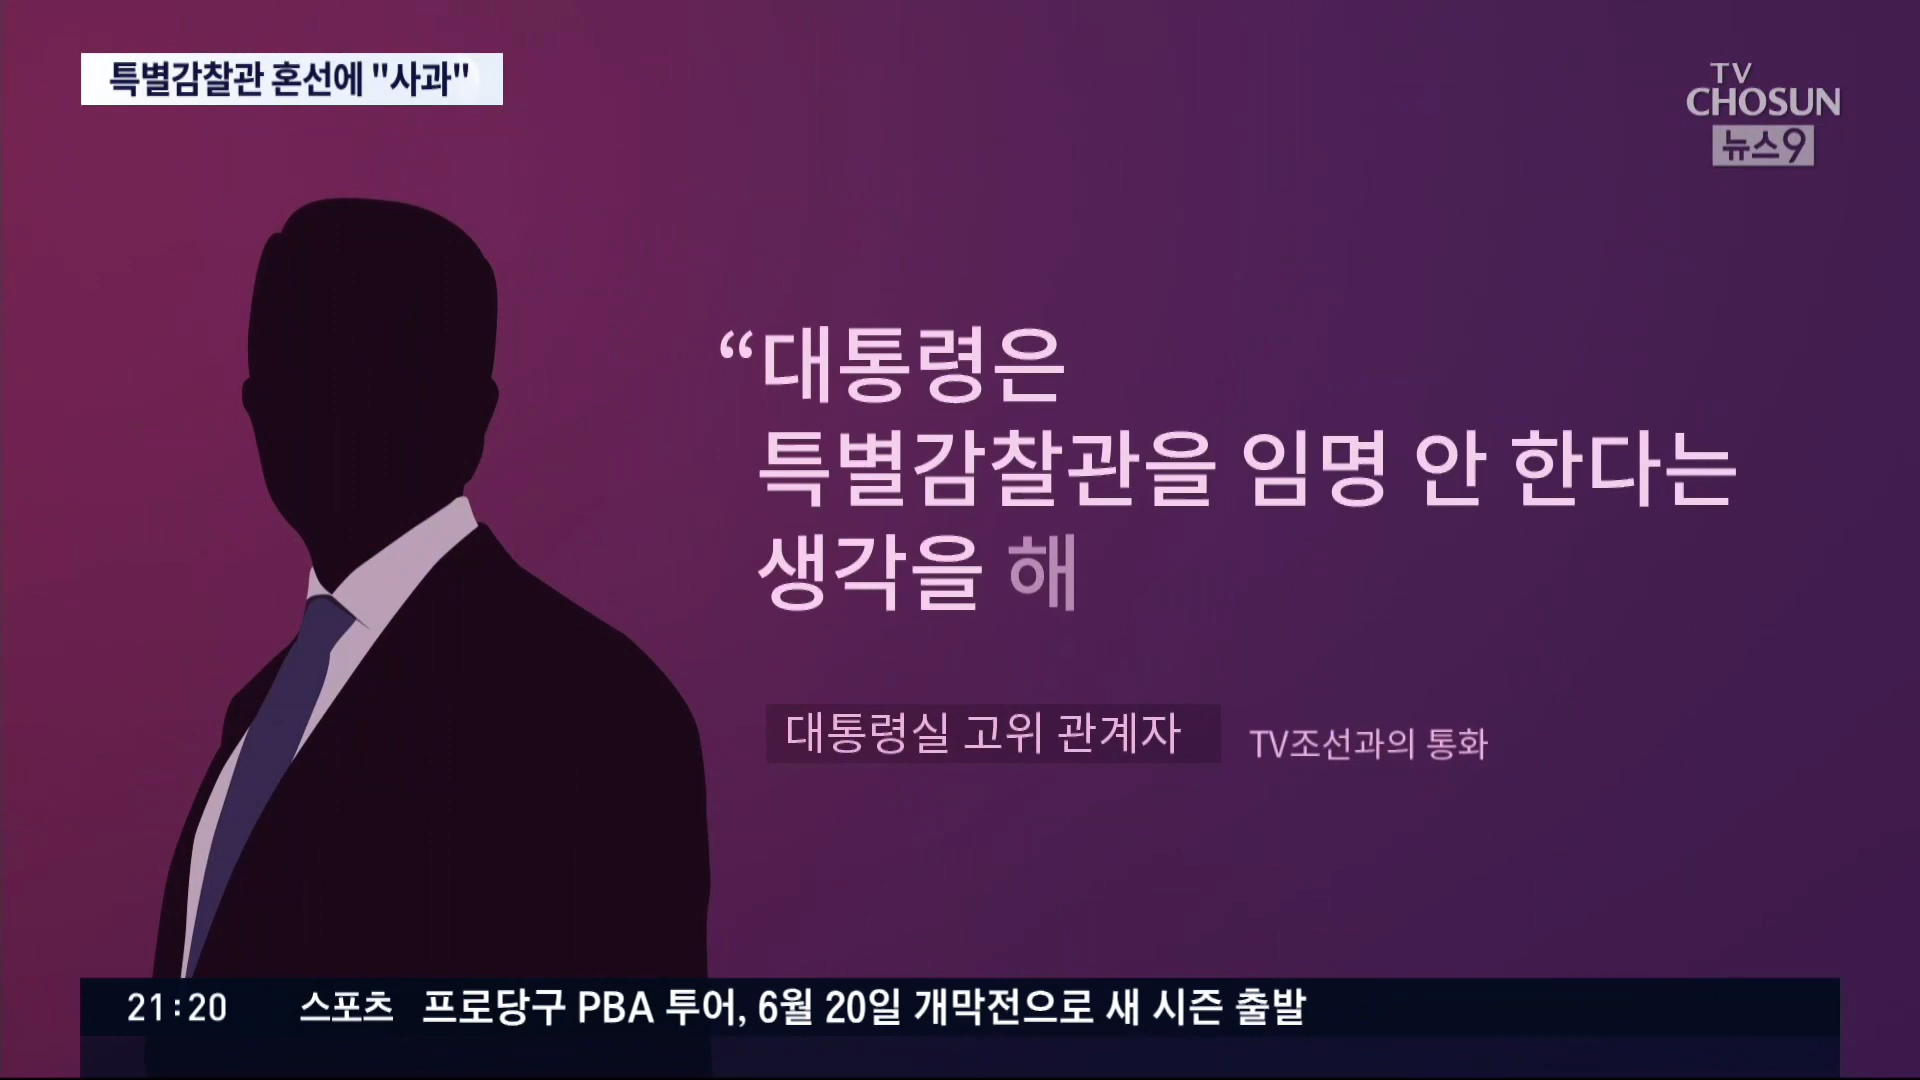 특별감찰관 혼선에 "사과"
TV
CHOSUN
뉴스9
“대통령은
특별감찰관을 임명 안 한다는
생각을 해
대통령실 고위 관계자
TV조선과의 통화
21:20 스포츠 프로당구 PBA 투어, 6월 20일 개막전으로 새 시즌 출발